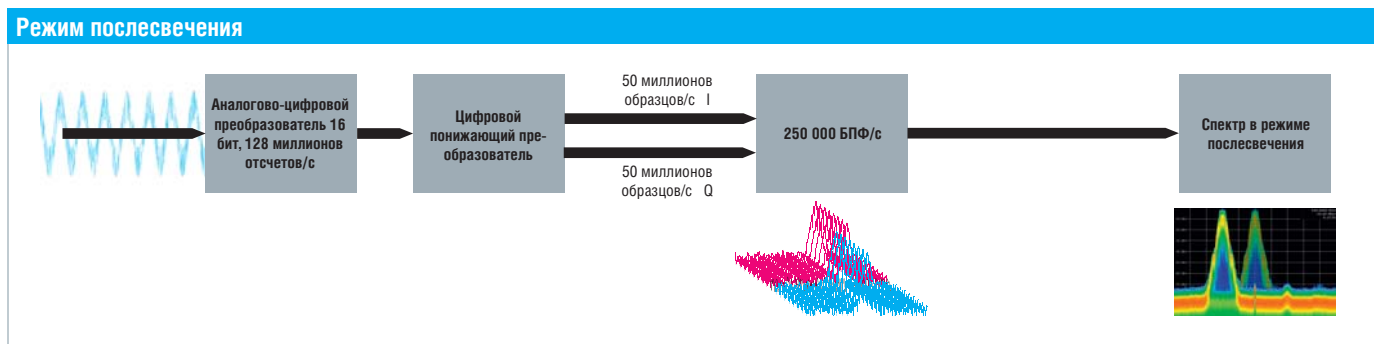 Режим послесвечения
Аналогово-цифровой
преобразователь 16
бит, 128 миллионов
отсчетов/с
Цифровой
понижающий пре-
образователь
50 миллионов
образцов/с I
50 миллионов
образцов/с Q
250 000 БПФ/с
Спектр в режиме
послесвечения